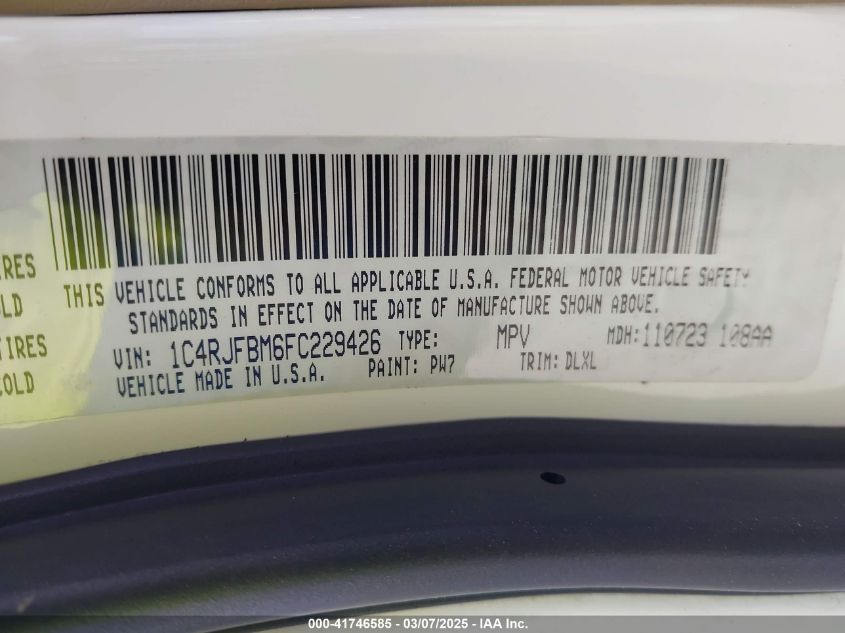 IRES
OLD
TIRES
COLD
THIS VEHICLE CONFORMS TO ALL APPLICABLE U.S.A. FEDERAL MOTOR VEHICLE SAFETY
STANDARDS IN EFFECT ON THE DATE OF MANUFACTURE SHOWN ABOVE.
VIN: 1C4RJFBM6FC229426 TYPE: MPV MDH:110723 108AA
VEHICLE MADE IN U.S.A. PAINT: PW7 TRIM: DLXL
000-41746585 - 03/07/2025 - IAA Inc.